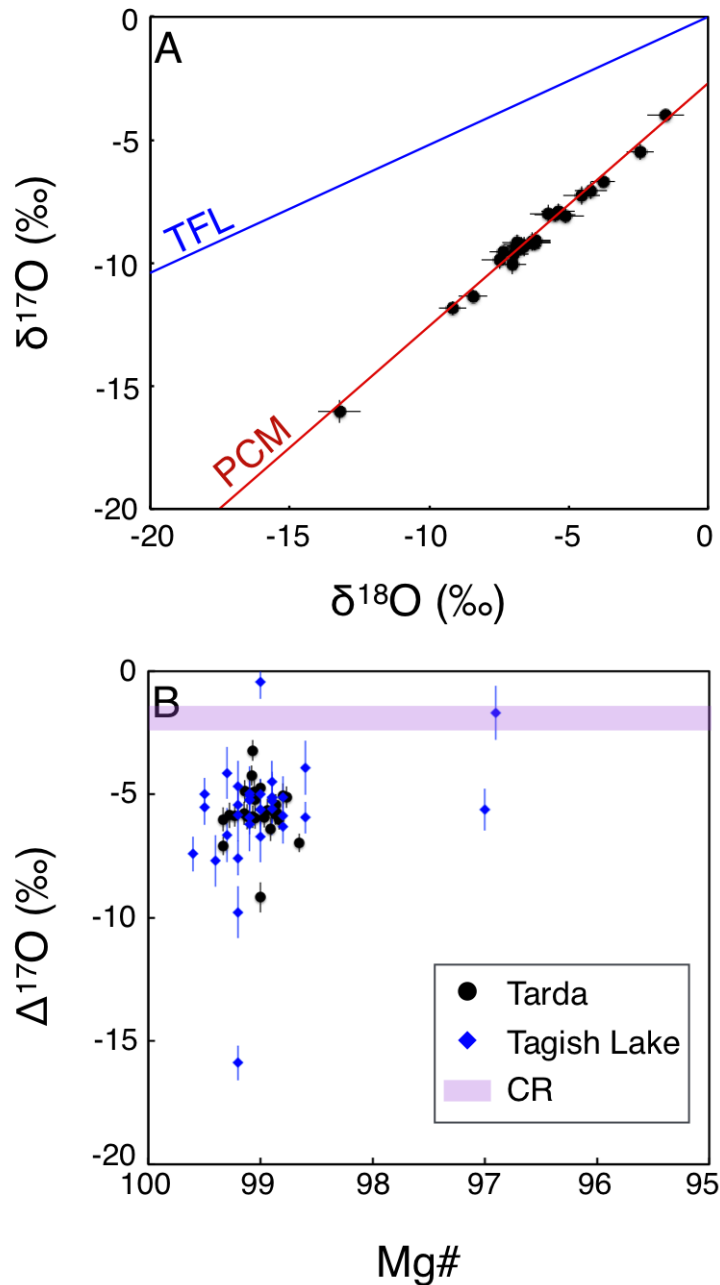 A
0
-5
-10
-15
-20
δ¹⁷O (‰)
TFL
PCM
-20 -15 -10 -5 0
δ¹⁸O (‰)
B
0
-5
-10
-15
-20
Δ¹⁷O (‰)
Tarda
Tagish Lake
CR
100 99 98 97 96 95
Mg#